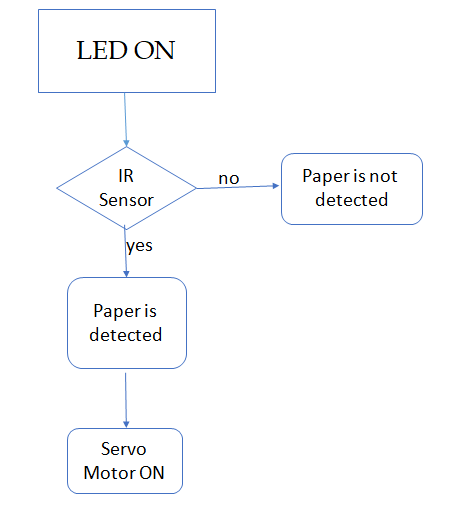 LED ON
IR
Sensor
no
Paper is not
detected
yes
Paper is
detected
Servo
Motor ON